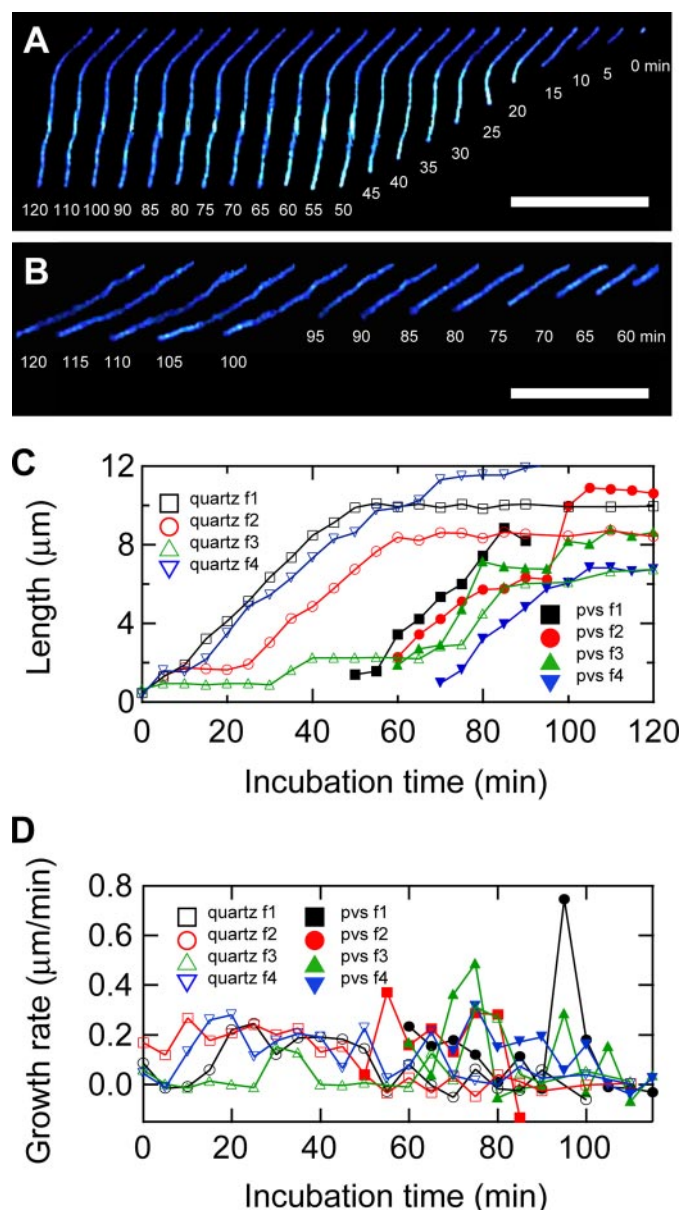 A
0 min
5
10
15
20
25
30
35
40
45
120 110 100 90 85 80 75 70 65 60 55 50
B
95 90 85 80 75 70 65 60 min
120 115 110 105 100
C
12
8
4
0
Length (μm)
quartz f1
quartz f2
quartz f3
quartz f4
pvs f1
pvs f2
pvs f3
pvs f4
0 20 40 60 80 100 120
Incubation time (min)
D
0.8
0.6
0.4
0.2
0.0
Growth rate (μm/min)
quartz f1 pvs f1
quartz f2 pvs f2
quartz f3 pvs f3
quartz f4 pvs f4
0 20 40 60 80 100
Incubation time (min)